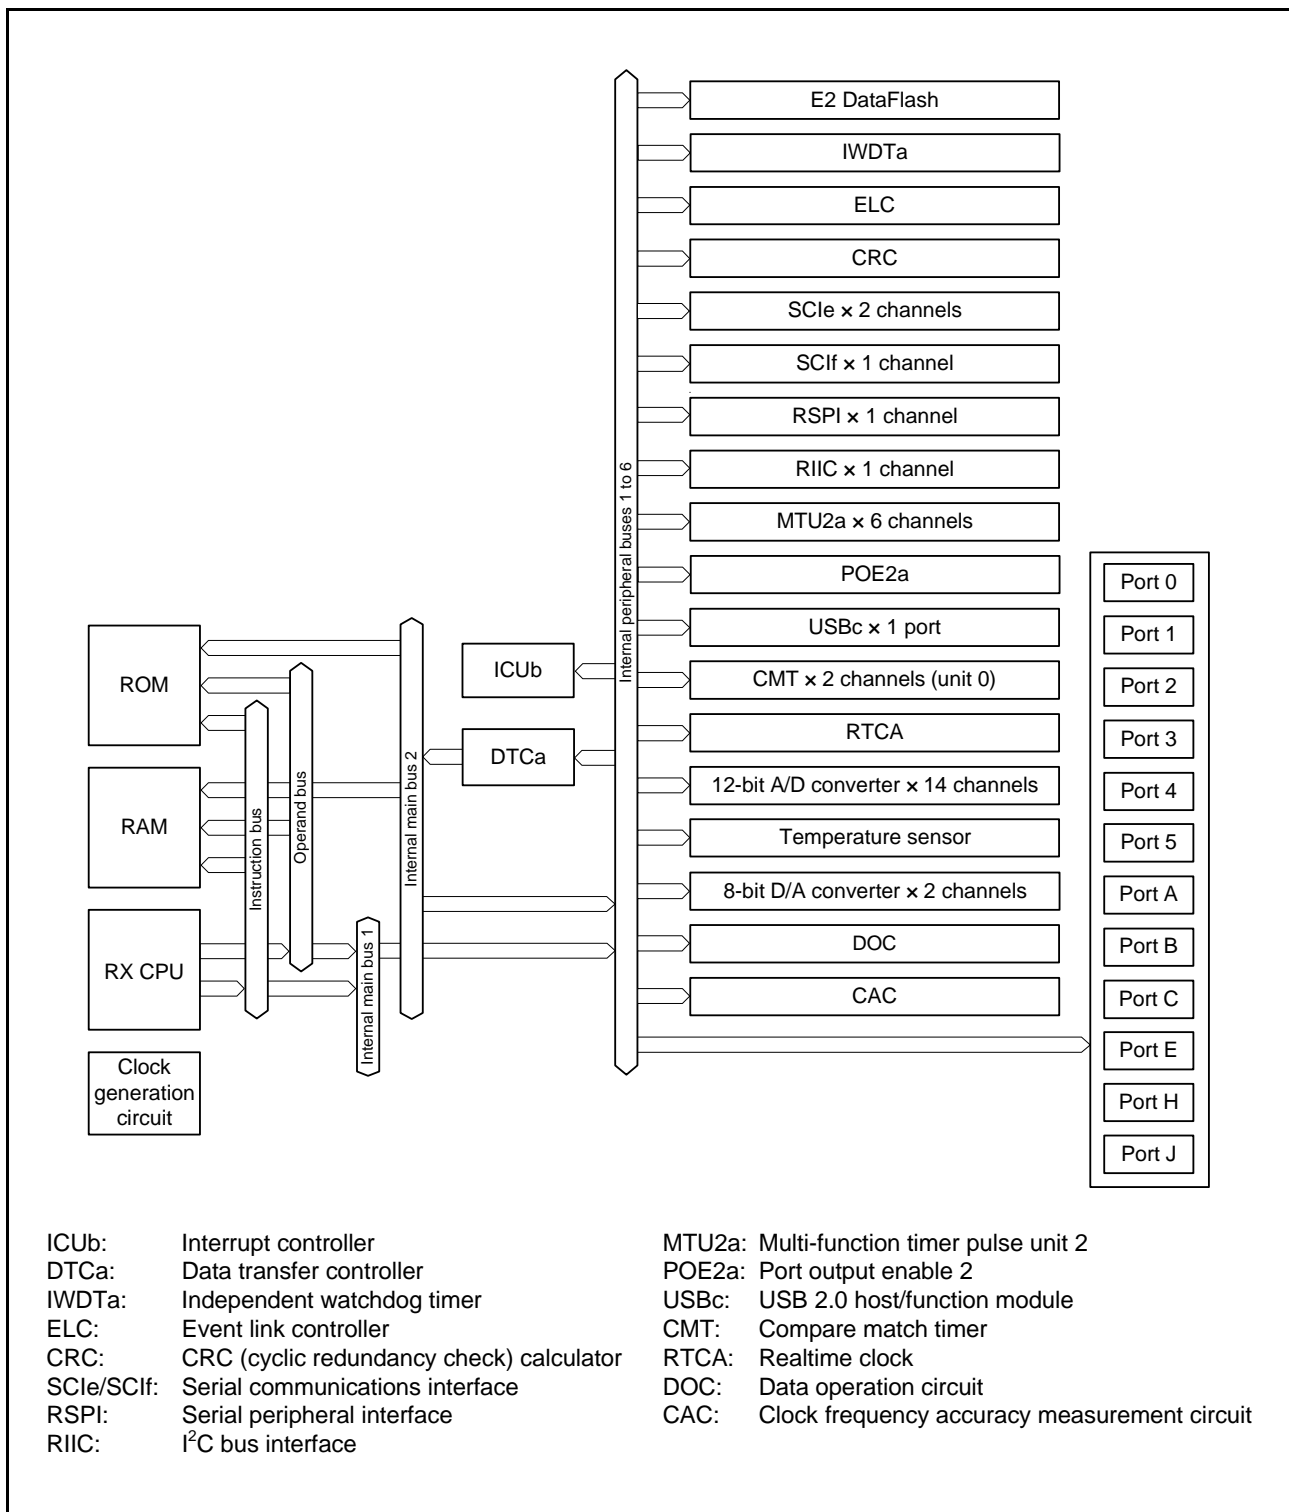 E2 DataFlash
IWDTa
ELC
CRC
SCIe × 2 channels
SCIf × 1 channel
RSPI × 1 channel
RIIC × 1 channel
MTU2a × 6 channels
POE2a
USBc × 1 port
CMT × 2 channels (unit 0)
RTCA
12-bit A/D converter × 14 channels
Temperature sensor
8-bit D/A converter × 2 channels
DOC
CAC
Internal peripheral buses 1 to 6
ICUb
DTCa
ROM
RAM
RX CPU
Clock
generation
circuit
Instruction bus
Operand bus
Internal main bus 1
Internal main bus 2
Port 0
Port 1
Port 2
Port 3
Port 4
Port 5
Port A
Port B
Port C
Port E
Port H
Port J
ICUb: Interrupt controller
DTCa: Data transfer controller
IWDTa: Independent watchdog timer
ELC: Event link controller
CRC: CRC (cyclic redundancy check) calculator
SCIe/SCIf: Serial communications interface
RSPI: Serial peripheral interface
RIIC: I²C bus interface
MTU2a: Multi-function timer pulse unit 2
POE2a: Port output enable 2
USBc: USB 2.0 host/function module
CMT: Compare match timer
RTCA: Realtime clock
DOC: Data operation circuit
CAC: Clock frequency accuracy measurement circuit